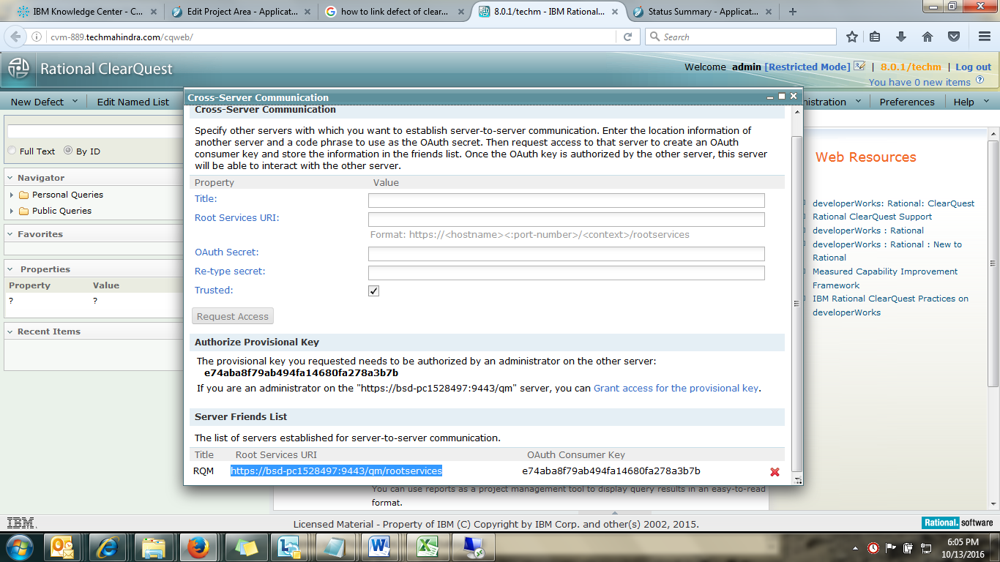 IBM Knowledge Center - C...
Edit Project Area - Applicat...
how to link defect of clear...
8.0.1/techm - IBM Rational...
Status Summary - Applicat...
cvm-889.techmahindra.com/cqweb/
Search
Rational ClearQuest
Welcome admin [Restricted Mode] | 8.0.1/techm | Log out
You have 0 new items
New Defect
Edit Named List
nistration
Preferences
Help
Full Text
By ID
Navigator
Personal Queries
Public Queries
Favorites
Properties
Property Value
? ?
Recent Items
Cross-Server Communication
Cross-Server Communication
Specify other servers with which you want to establish server-to-server communication. Enter the location information of
another server and a code phrase to use as the OAuth secret. Then request access to that server to create an OAuth
consumer key and store the information in the friends list. Once the OAuth key is authorized by the other server, this server
will be able to interact with the other server.
Property Value
Title:
Root Services URI:
Format: https://<hostname><:port-number>/<context>/rootservices
OAuth Secret:
Re-type secret:
Trusted:
Request Access
Authorize Provisional Key
The provisional key you requested needs to be authorized by an administrator on the other server:
e74aba8f79ab494fa14680fa278a3b7b
If you are an administrator on the "https://bsd-pc1528497:9443/qm" server, you can Grant access for the provisional key.
Server Friends List
The list of servers established for server-to-server communication.
Title Root Services URI OAuth Consumer Key
RQM https://bsd-pc1528497:9443/qm/rootservices e74aba8f79ab494fa14680fa278a3b7b
You can use reports as a project management tool to display query results in an easy-to-read
format.
Web Resources
developerWorks: Rational: ClearQuest
Rational ClearQuest Support
developerWorks : Rational
developerWorks : Rational : New to
Rational
Measured Capability Improvement
Framework
IBM Rational ClearQuest Practices on
developerWorks
IBM.
Licensed Material - Property of IBM (C) Copyright by IBM Corp. and other(s) 2002, 2015.
Rational. software
6:05 PM
10/13/2016